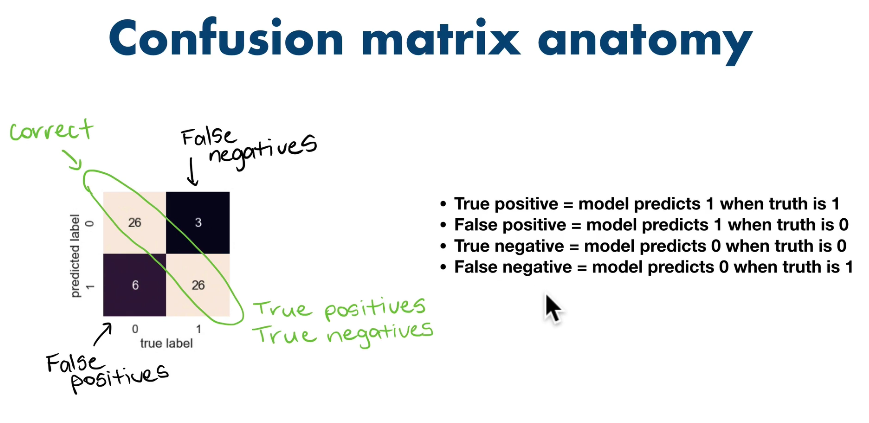 Confusion matrix anatomy
correct
False
negatives
predicted label
0
1
26
3
6
26
0
1
true label
False
positives
True positives
True negatives
• True positive = model predicts 1 when truth is 1
• False positive = model predicts 1 when truth is 0
• True negative = model predicts 0 when truth is 0
• False negative = model predicts 0 when truth is 1